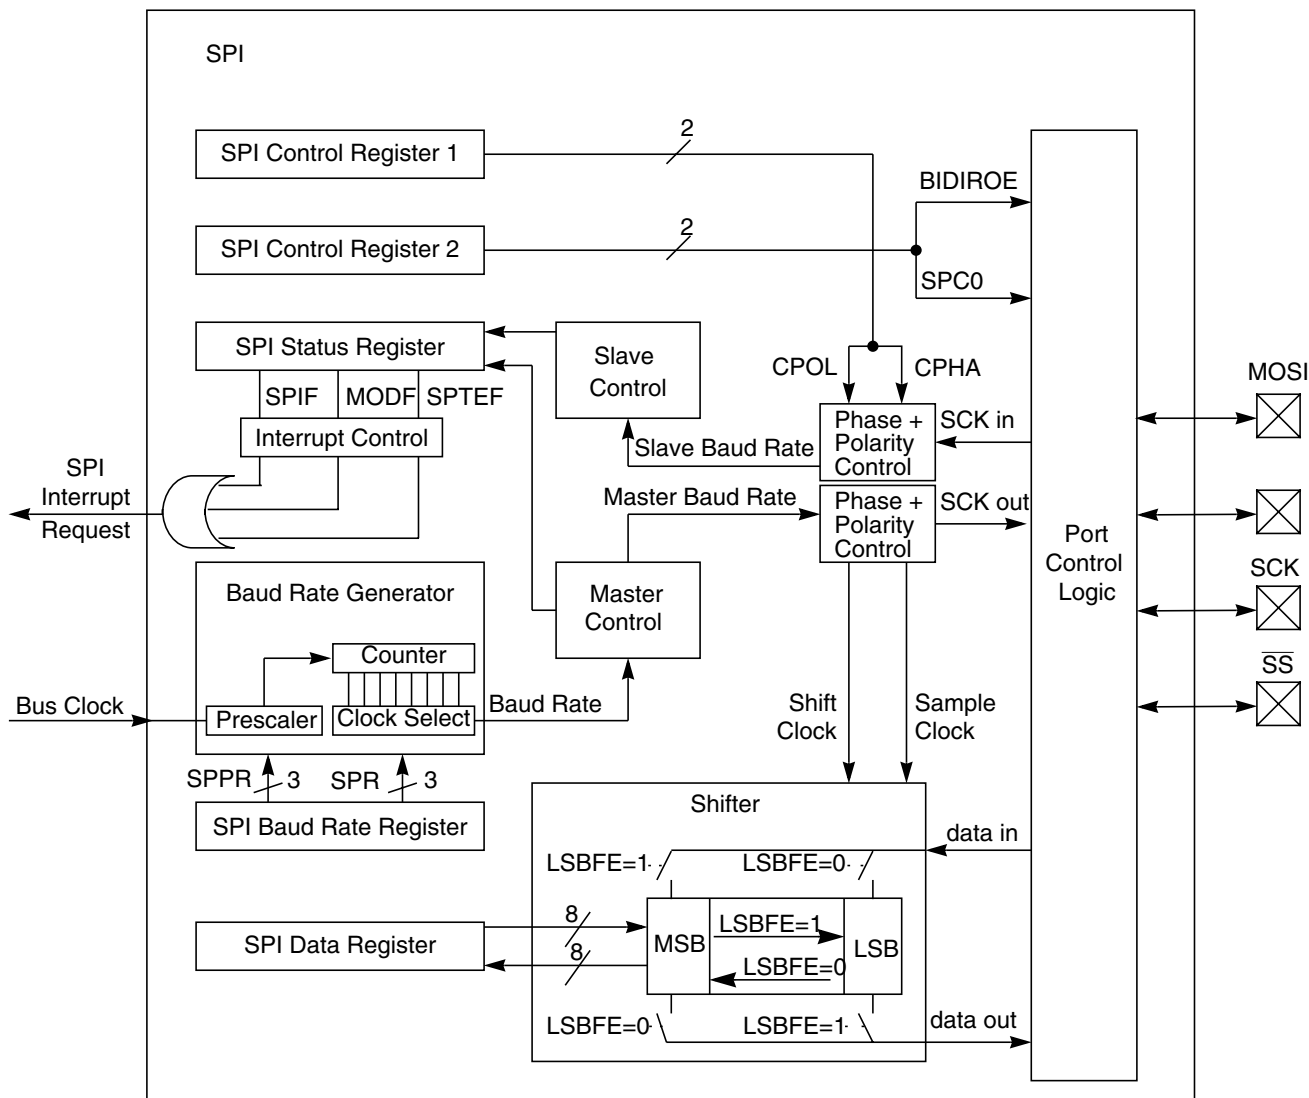 SPI
SPI Control Register 1
2
BIDIROE
SPI Control Register 2
2
SPC0
SPI Status Register
Slave
Control
CPOL
CPHA
MOSI
SPIF
MODF
SPTEF
Interrupt Control
Slave Baud Rate
Phase +
Polarity
Control
SCK in
SPI
Interrupt
Request
Master Baud Rate
Phase +
Polarity
Control
SCK out
Port
Control
Logic
Baud Rate Generator
Master
Control
SCK
Counter
SS
Bus Clock
Prescaler
Clock Select
Baud Rate
Shift
Clock
Sample
Clock
SPPR
3
SPR
3
SPI Baud Rate Register
Shifter
data in
LSBFE=1
LSBFE=0
8
SPI Data Register
8
MSB
LSBFE=1
LSBFE=0
LSB
LSBFE=0
LSBFE=1
data out